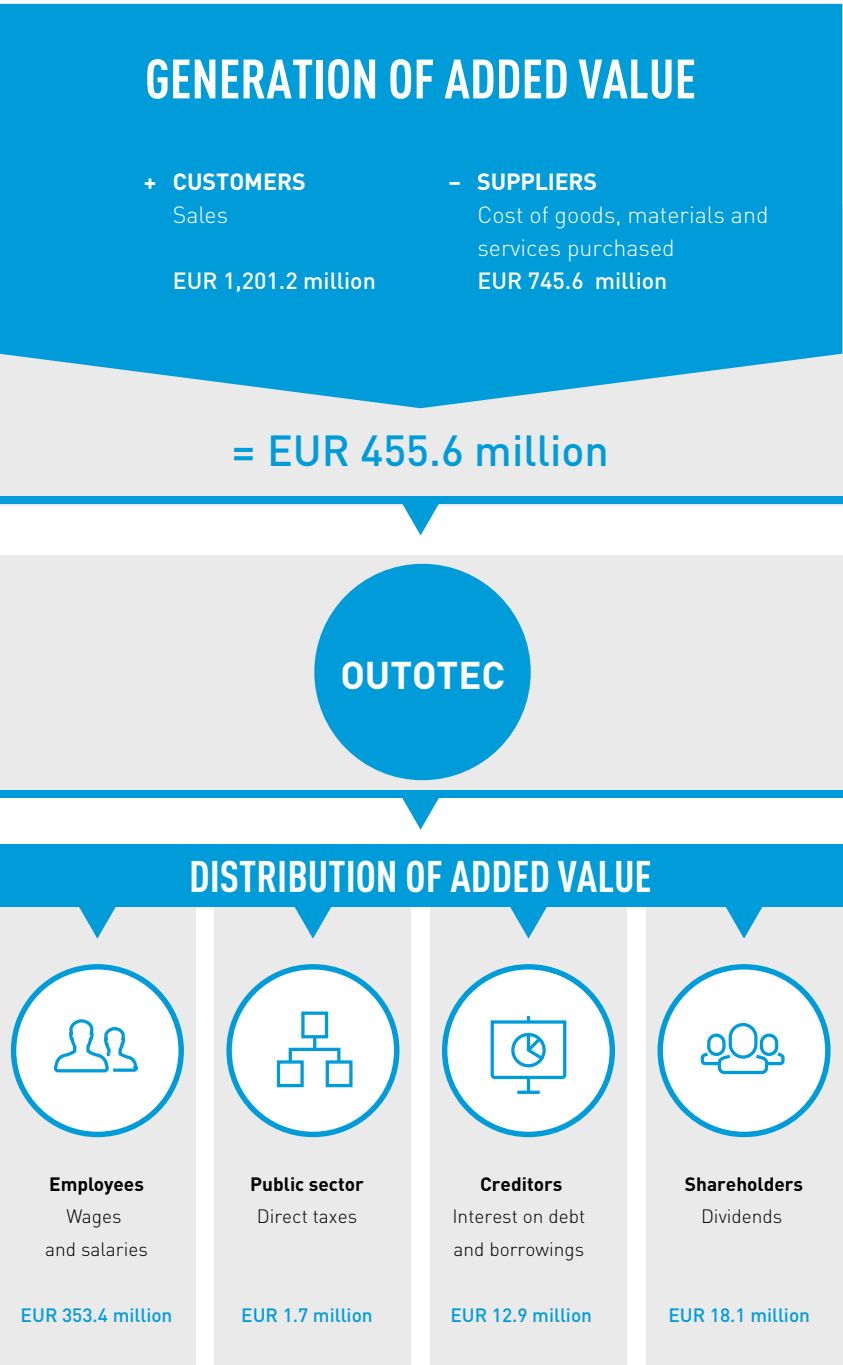 GENERATION OF ADDED VALUE
+ CUSTOMERS
Sales
EUR 1,201.2 million
– SUPPLIERS
Cost of goods, materials and
services purchased
EUR 745.6 million
= EUR 455.6 million
OUTOTEC
DISTRIBUTION OF ADDED VALUE
Employees
Wages
and salaries
EUR 353.4 million
Public sector
Direct taxes
EUR 1.7 million
Creditors
Interest on debt
and borrowings
EUR 12.9 million
Shareholders
Dividends
EUR 18.1 million